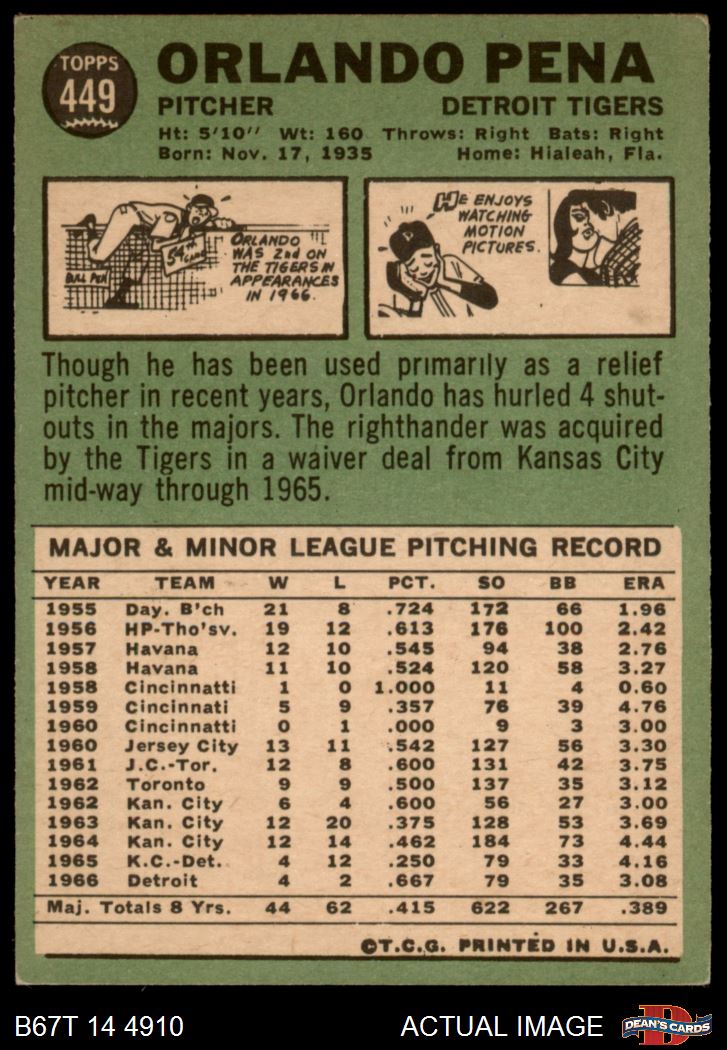 TOPPS
449
ORLANDO PENA
PITCHER DETROIT TIGERS
Ht: 5'10" Wt: 160 Throws: Right Bats: Right
Born: Nov. 17, 1935 Home: Hialeah, Fla.
54th GAME
BULL PEN
ORLANDO
WAS 2nd ON
THE TIGERS IN
APPEARANCES
IN 1966.
HE ENJOYS
WATCHING
MOTION
PICTURES.
Though he has been used primarily as a relief
pitcher in recent years, Orlando has hurled 4 shut-
outs in the majors. The righthander was acquired
by the Tigers in a waiver deal from Kansas City
mid-way through 1965.
MAJOR & MINOR LEAGUE PITCHING RECORD
YEAR TEAM W L PCT. SO BB ERA
1955 Day. B'ch 21 8 .724 172 66 1.96
1956 HP-Tho'sv. 19 12 .613 176 100 2.42
1957 Havana 12 10 .545 94 38 2.76
1958 Havana 11 10 .524 120 58 3.27
1958 Cincinnatti 1 0 1.000 11 4 0.60
1959 Cincinnati 5 9 .357 76 39 4.76
1960 Cincinnatti 0 1 .000 9 3 3.00
1960 Jersey City 13 11 .542 127 56 3.30
1961 J.C.-Tor. 12 8 .600 131 42 3.75
1962 Toronto 9 9 .500 137 35 3.12
1962 Kan. City 6 4 .600 56 27 3.00
1963 Kan. City 12 20 .375 128 53 3.69
1964 Kan. City 12 14 .462 184 73 4.44
1965 K.C.-Det. 4 12 .250 79 33 4.16
1966 Detroit 4 2 .667 79 35 3.08
Maj. Totals 8 Yrs. 44 62 .415 622 267 .389
©T.C.G. PRINTED IN U.S.A.
B67T 14 4910 ACTUAL IMAGE
D
DEAN'S CARDS